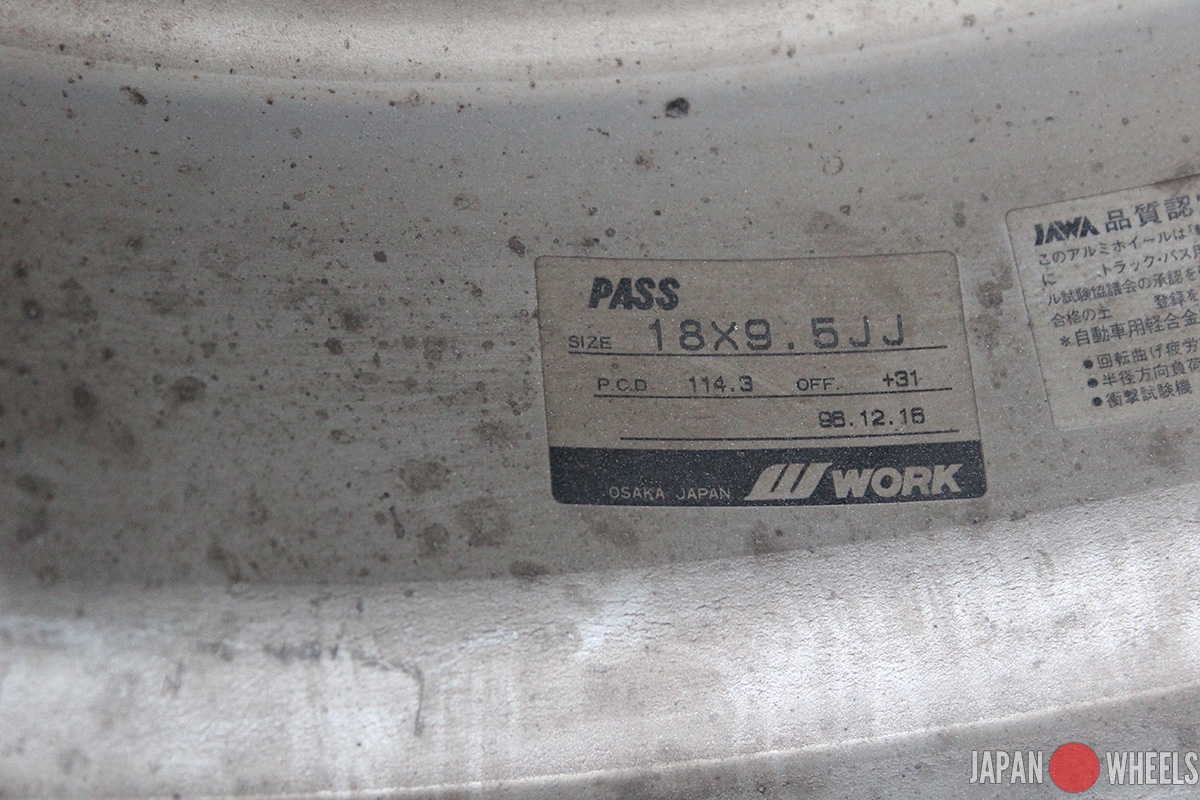 PASS
SIZE 18X9.5JJ
P.C.D 114.3 OFF. +31
96.12.16
OSAKA JAPAN WORK
JAWA 品質認
このアルミホイールは「
に トラック・バス用
ル試験協議会の承認を
合格の土 登録
*自動車用軽合金
●回転曲げ疲労
●半径方向負荷
●衝撃試験機
JAPAN WHEELS